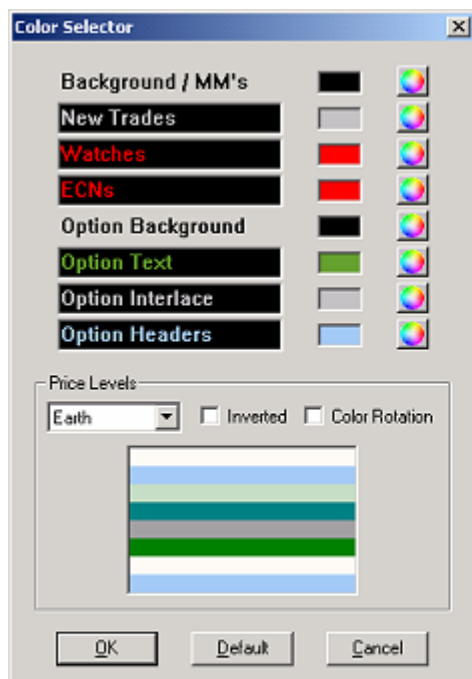 Color Selector
Background / MM's
New Trades
Watches
ECNs
Option Background
Option Text
Option Interlace
Option Headers
Price Levels
Earth Inverted Color Rotation
OK Default Cancel